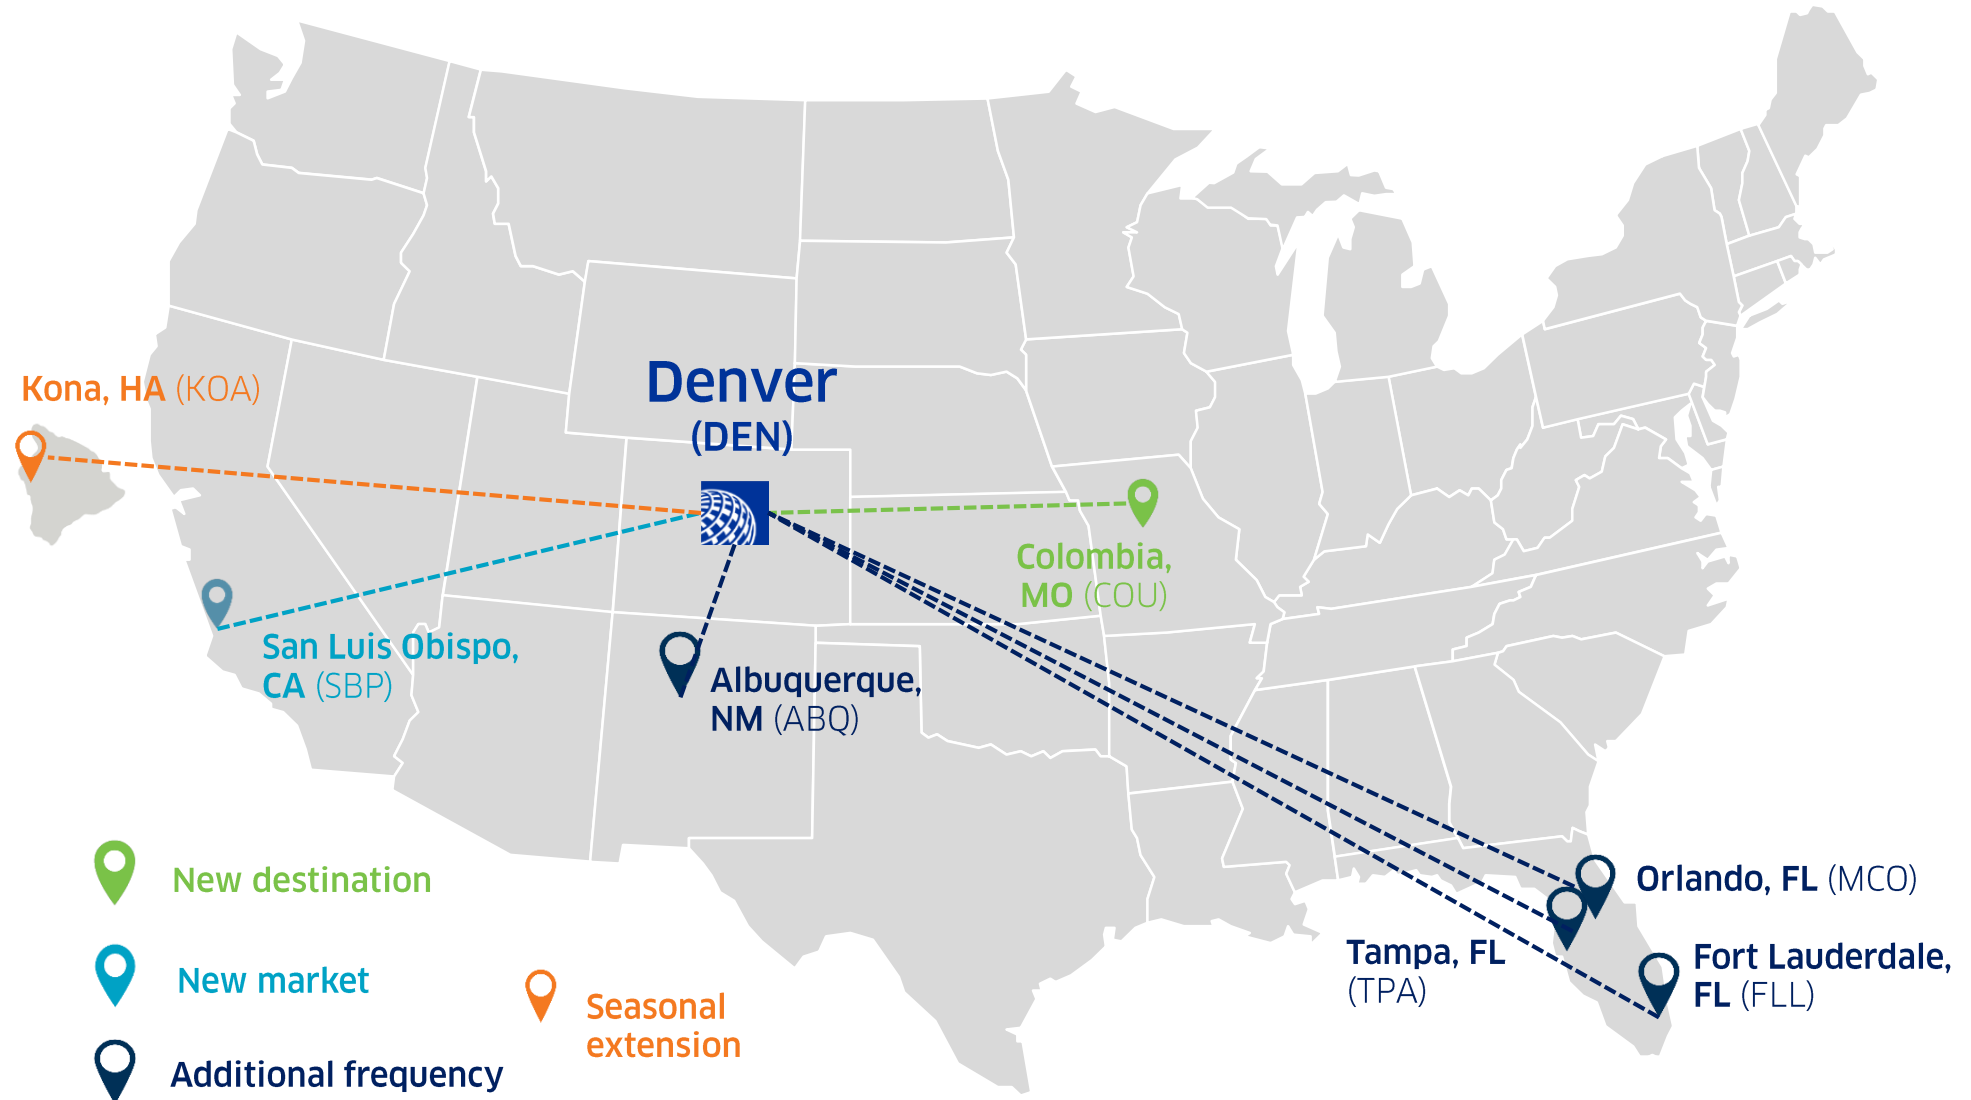 Denver
(DEN)
Kona, HA (KOA)
San Luis Obispo,
CA (SBP)
Albuquerque,
NM (ABQ)
Colombia,
MO (COU)
Orlando, FL (MCO)
Tampa, FL
(TPA)
Fort Lauderdale,
FL (FLL)
New destination
New market
Additional frequency
Seasonal
extension